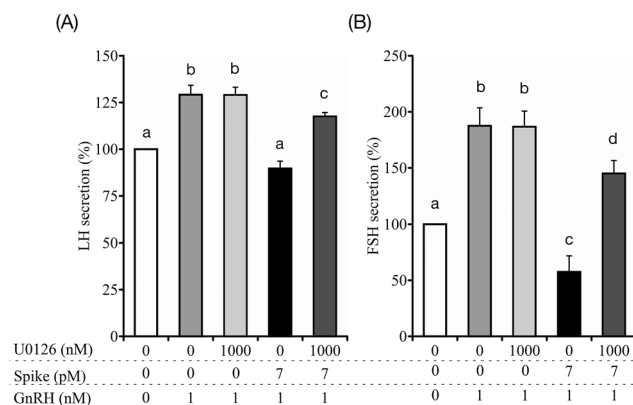 (A)
(B)
LH secretion (%)
150
125
100
75
50
25
0
a
b
b
a
c
FSH secretion (%)
250
200
150
100
50
0
a
b
b
c
d
U0126 (nM) 0 0 1000 0 1000 0 0 1000 0 1000
Spike (pM) 0 0 0 7 7 0 0 0 7 7
GnRH (nM) 0 1 1 1 1 0 1 1 1 1